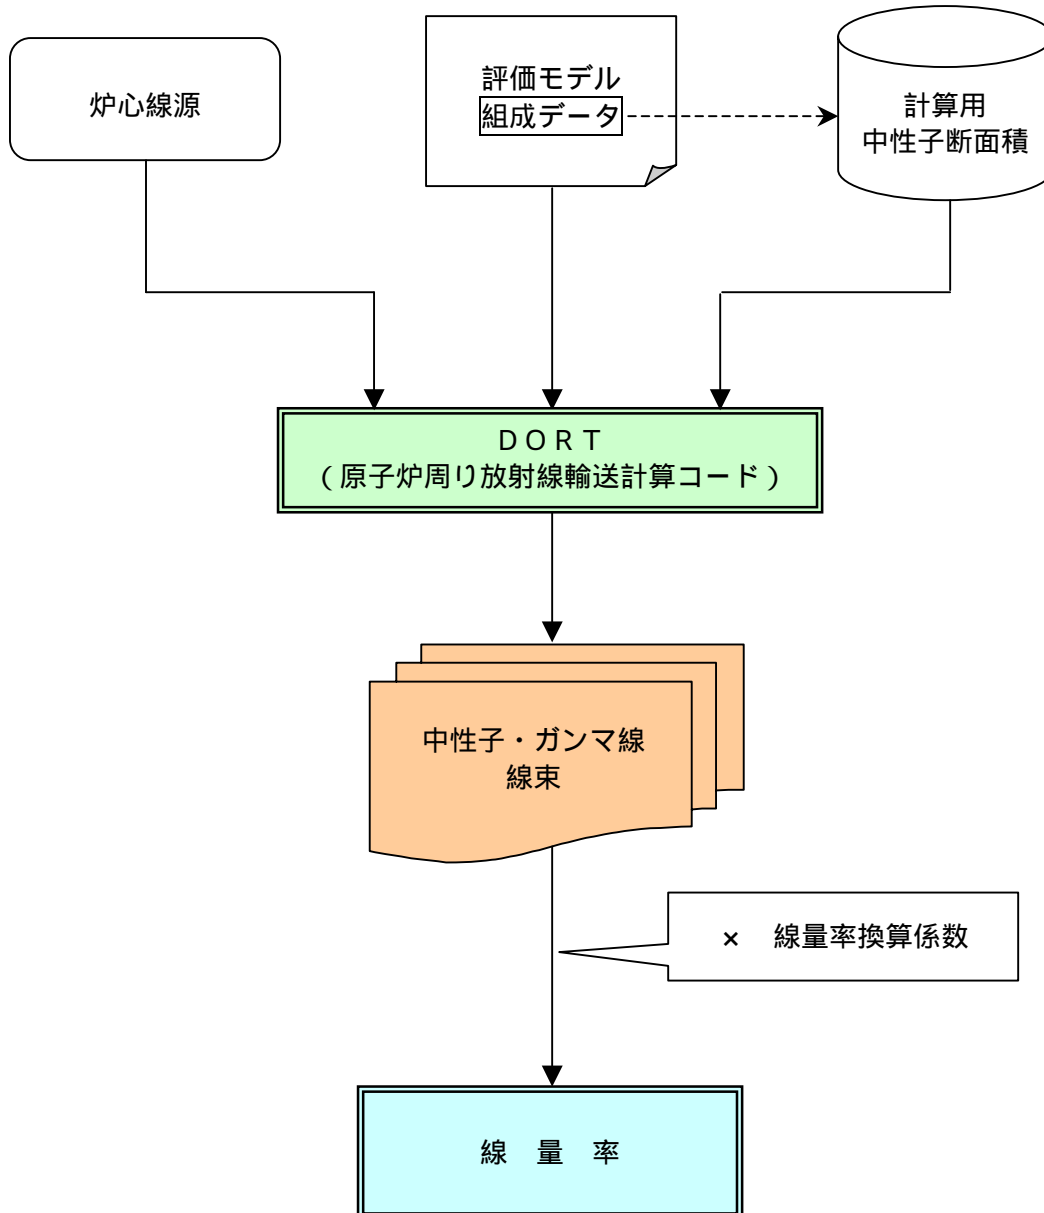 炉心線源
評価モデル
組成データ
計算用
中性子断面積
ＤＯＲＴ
（原子炉周り放射線輸送計算コード）
中性子・ガンマ線
線束
×　線量率換算係数
線　量　率